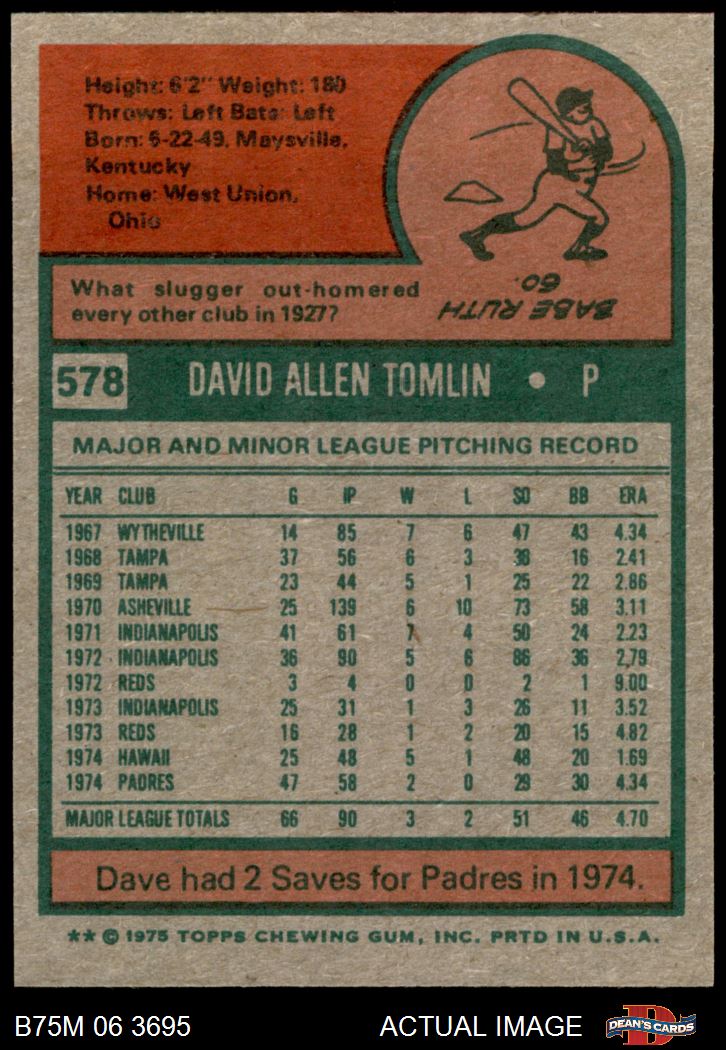 Height: 6'2" Weight: 180
Throws: Left Bats: Left
Born: 6-22-49, Maysville,
Kentucky
Home: West Union,
Ohio
What slugger out-homered
every other club in 1927?
BABE RUTH
60.
578 DAVID ALLEN TOMLIN • P
MAJOR AND MINOR LEAGUE PITCHING RECORD
YEAR CLUB G IP W L SO BB ERA
1967 WYTHEVILLE 14 85 7 6 47 43 4.34
1968 TAMPA 37 56 6 3 38 16 2.41
1969 TAMPA 23 44 5 1 25 22 2.86
1970 ASHEVILLE 25 139 6 10 73 58 3.11
1971 INDIANAPOLIS 41 61 7 4 50 24 2.23
1972 INDIANAPOLIS 36 90 5 6 86 36 2.79
1972 REDS 3 4 0 0 2 1 9.00
1973 INDIANAPOLIS 25 31 1 3 26 11 3.52
1973 REDS 16 28 1 2 20 15 4.82
1974 HAWAII 25 48 5 1 48 20 1.69
1974 PADRES 47 58 2 0 29 30 4.34
MAJOR LEAGUE TOTALS 66 90 3 2 51 46 4.70
Dave had 2 Saves for Padres in 1974.
** © 1975 TOPPS CHEWING GUM, INC. PRTD IN U.S.A.
B75M 06 3695 ACTUAL IMAGE D DEAN'S CARDS